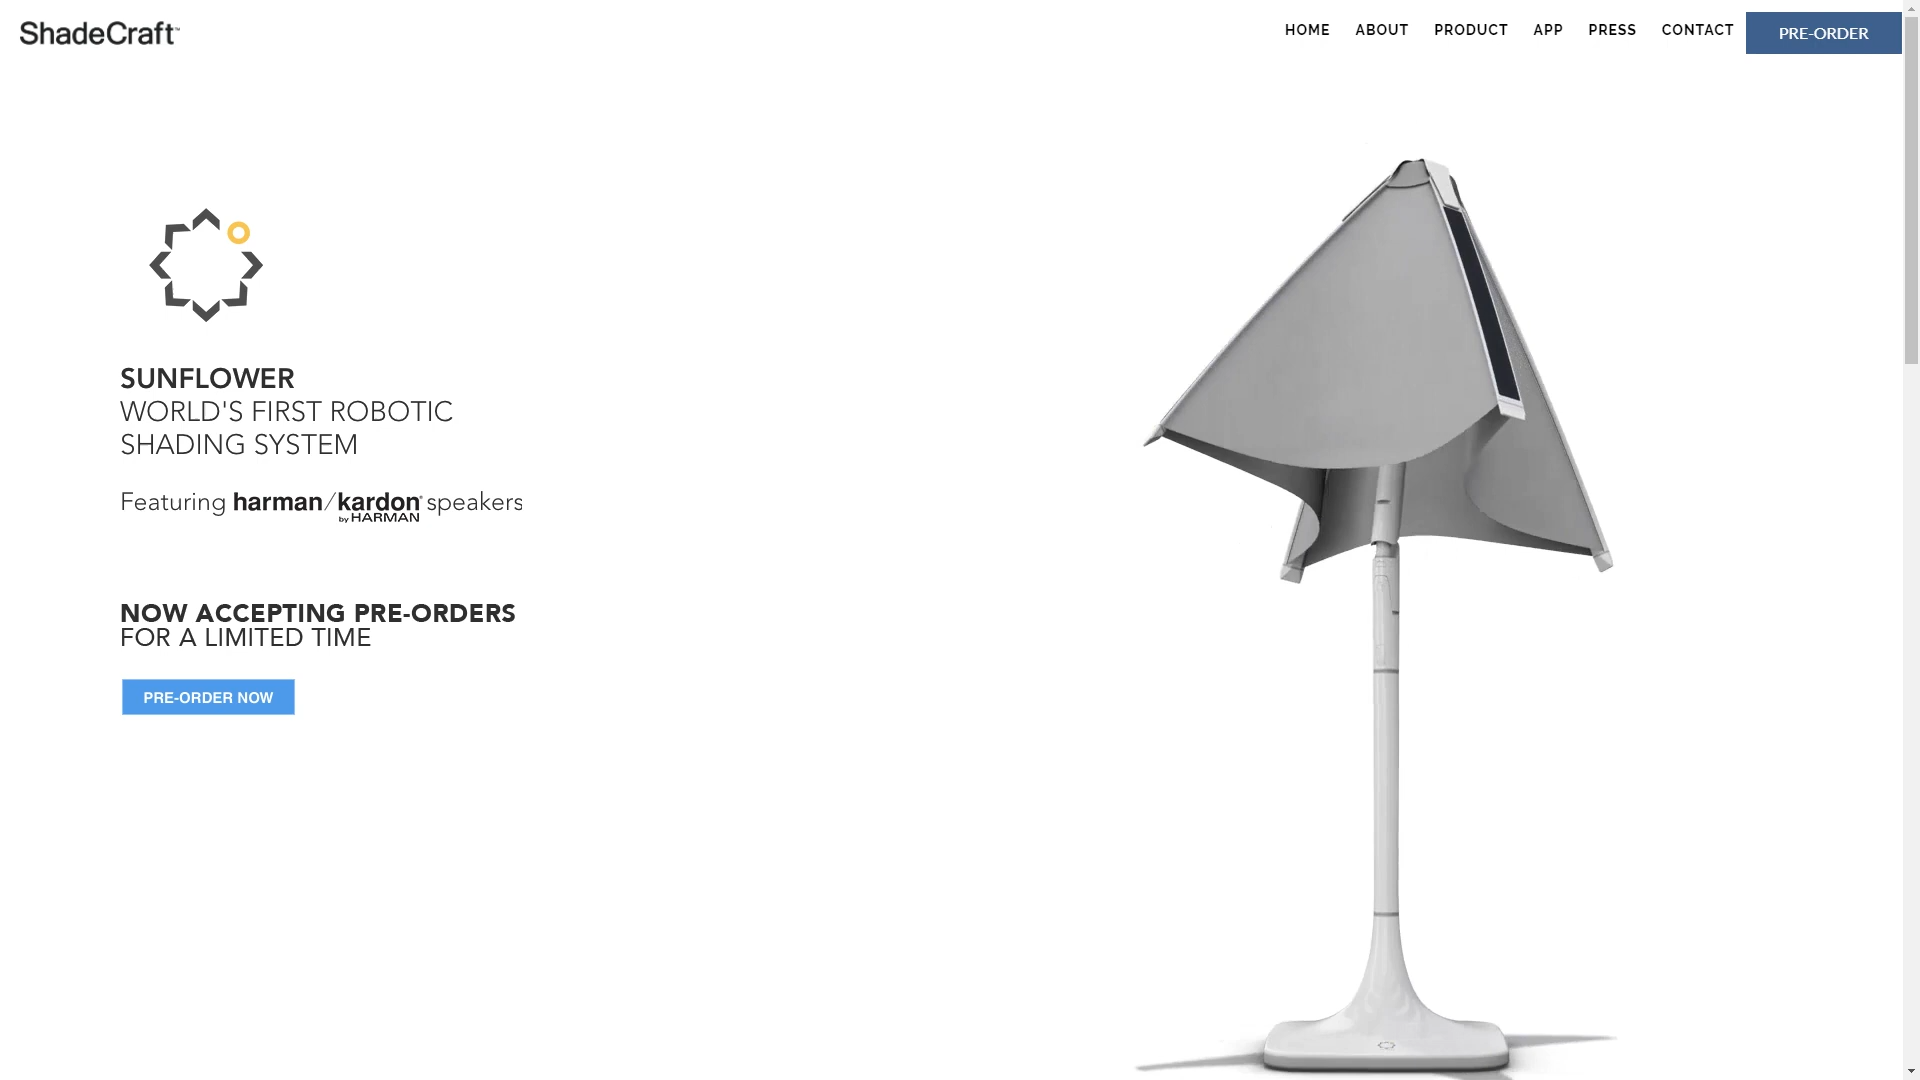 ShadeCraft™
HOME ABOUT PRODUCT APP PRESS CONTACT PRE-ORDER
SUNFLOWER
WORLD'S FIRST ROBOTIC
SHADING SYSTEM
Featuring harman/kardon® speakers
by HARMAN
NOW ACCEPTING PRE-ORDERS
FOR A LIMITED TIME
PRE-ORDER NOW